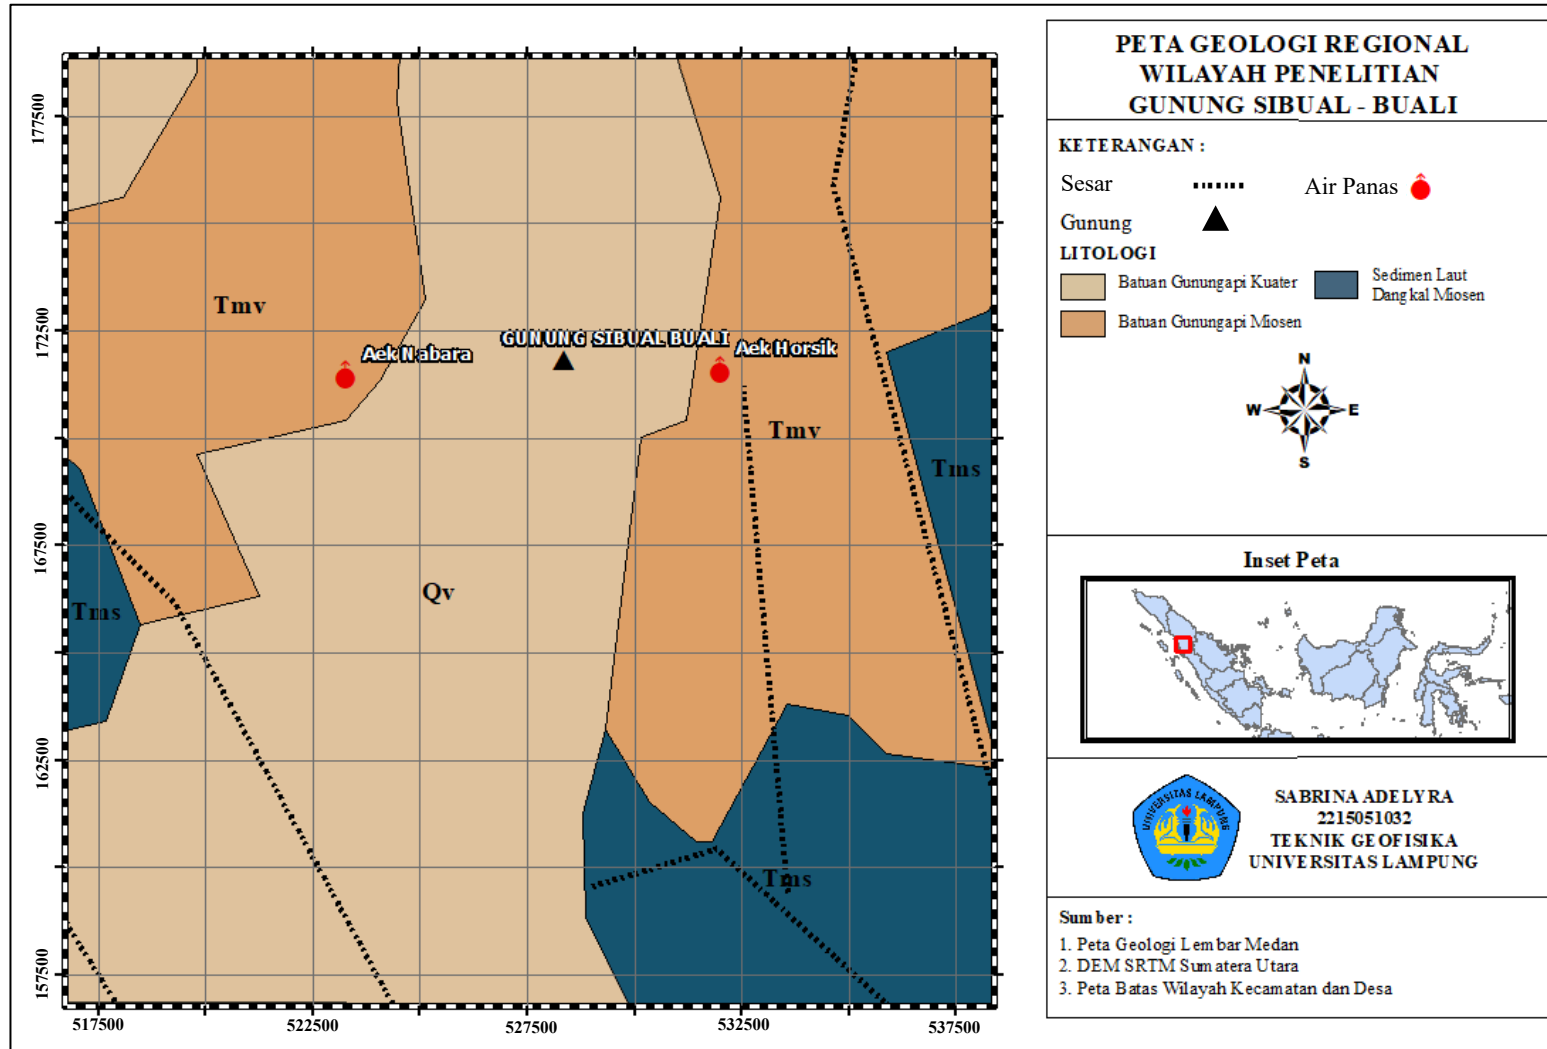 PETA GEOLOGI REGIONAL
WILAYAH PENELITIAN
GUNUNG SIBUAL - BUALI
KETERANGAN :
Sesar
Air Panas
Gunung
LITOLOGI
Batuan Gunungapi Kuater
Sedimen Laut
Dangkal Miosen
Batuan Gunungapi Miosen
N
W
E
S
Inset Peta
UNIVERSITAS LAMPUNG
SABRINA ADELYRA
2215051032
TEKNIK GEOFISIKA
UNIVERSITAS LAMPUNG
Sumber :
1. Peta Geologi Lembar Medan
2. DEM SRTM Sumatera Utara
3. Peta Batas Wilayah Kecamatan dan Desa
177500
172500
167500
162500
157500
517500
522500
527500
532500
537500
Tmv
GUNUNG SIBUAL BUALI
Aek Nabara
Aek Horsik
Tmv
Tms
Qv
Tms
Tms